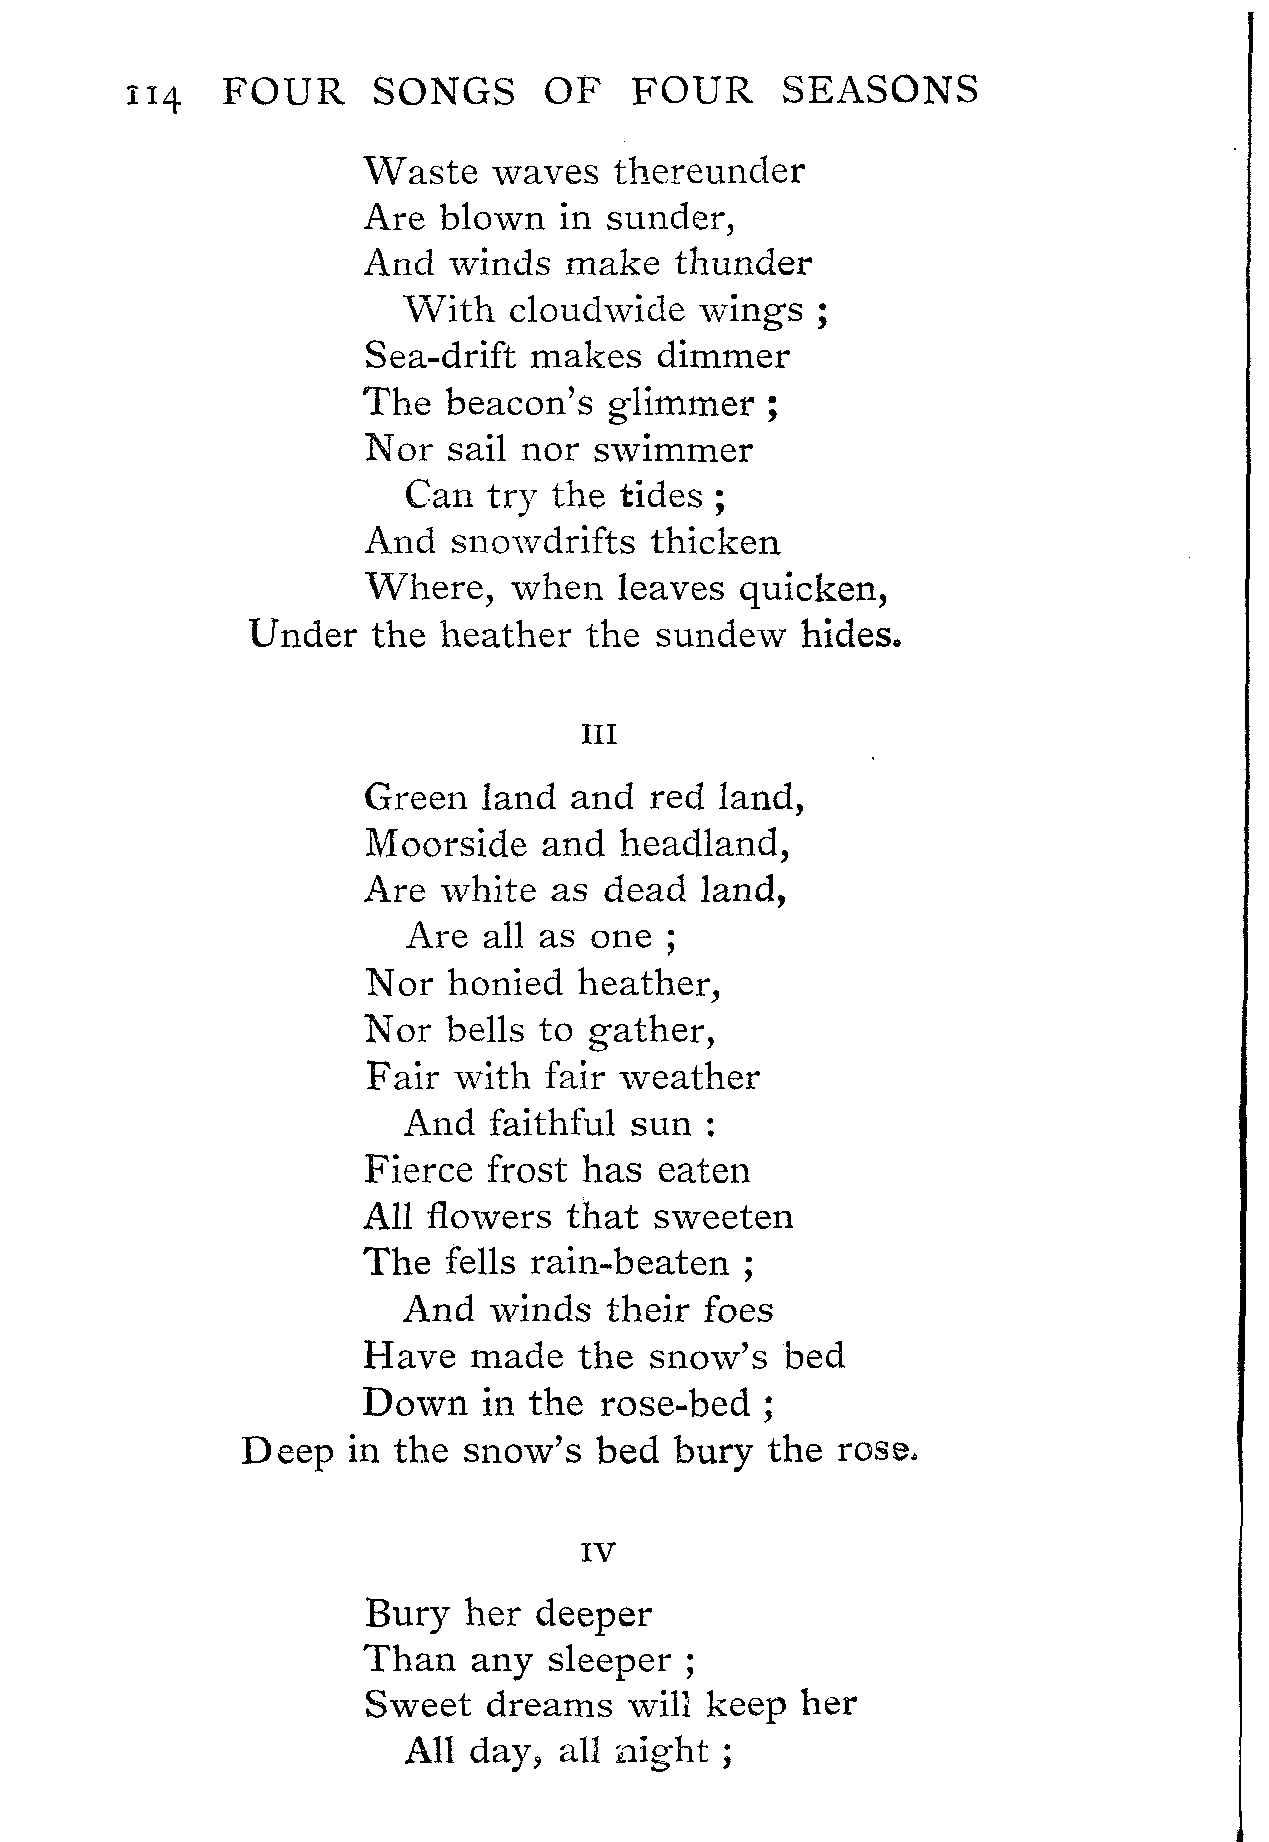 114 FOUR SONGS OF FOUR SEASONS
Waste waves thereunder
Are blown in sunder,
And winds make thunder
With cloudwide wings ;
Sea-drift makes dimmer
The beacon's glimmer ;
Nor sail nor swimmer
Can try the tides ;
And snowdrifts thicken
Where, when leaves quicken,
Under the heather the sundew hides.
III
Green land and red land,
Moorside and headland,
Are white as dead land,
Are all as one ;
Nor honied heather,
Nor bells to gather,
Fair with fair weather
And faithful sun :
Fierce frost has eaten
All flowers that sweeten
The fells rain-beaten ;
And winds their foes
Have made the snow's bed
Down in the rose-bed ;
Deep in the snow's bed bury the rose.
IV
Bury her deeper
Than any sleeper ;
Sweet dreams will keep her
All day, all night ;